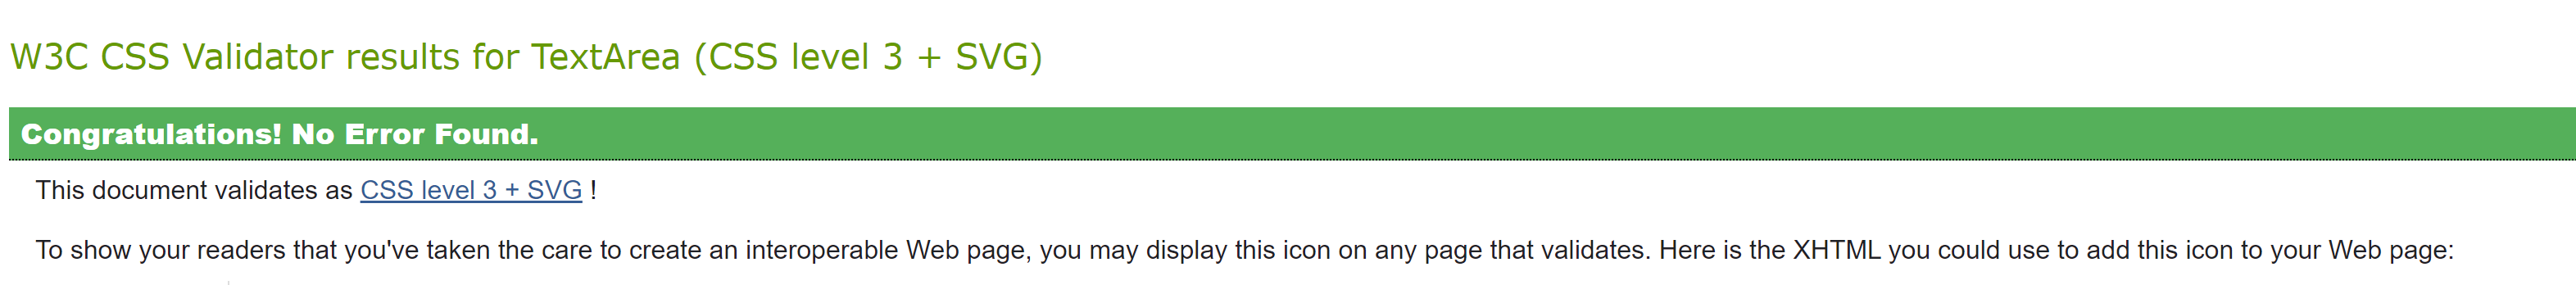 W3C CSS Validator results for TextArea (CSS level 3 + SVG)
Congratulations! No Error Found.
This document validates as CSS level 3 + SVG !
To show your readers that you've taken the care to create an interoperable Web page, you may display this icon on any page that validates. Here is the XHTML you could use to add this icon to your Web page: